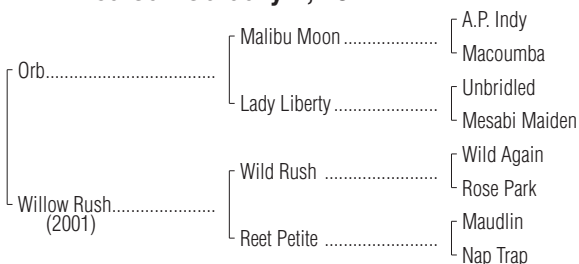 A.P. Indy
Malibu Moon
Macoumba
Orb
Unbridled
Lady Liberty
Mesabi Maiden
Wild Again
Wild Rush
Rose Park
Willow Rush
(2001)
Maudlin
Reet Petite
Nap Trap